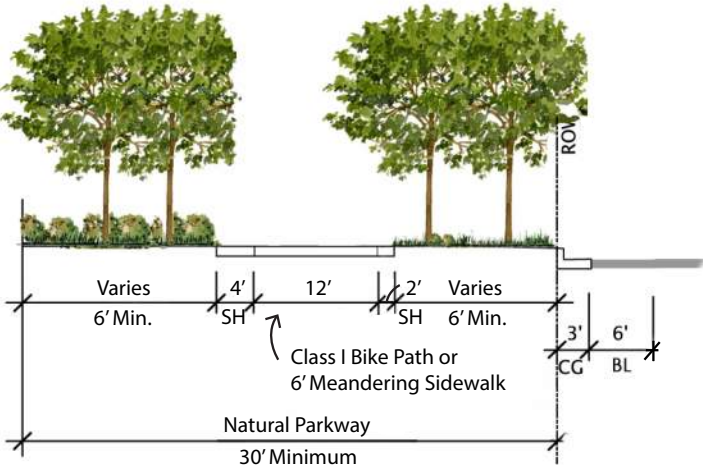 ROW
Varies
4'
12'
2'
Varies
6' Min.
SH
SH
6' Min.
3'
6'
CG
BL
Class I Bike Path or
6' Meandering Sidewalk
Natural Parkway
30' Minimum